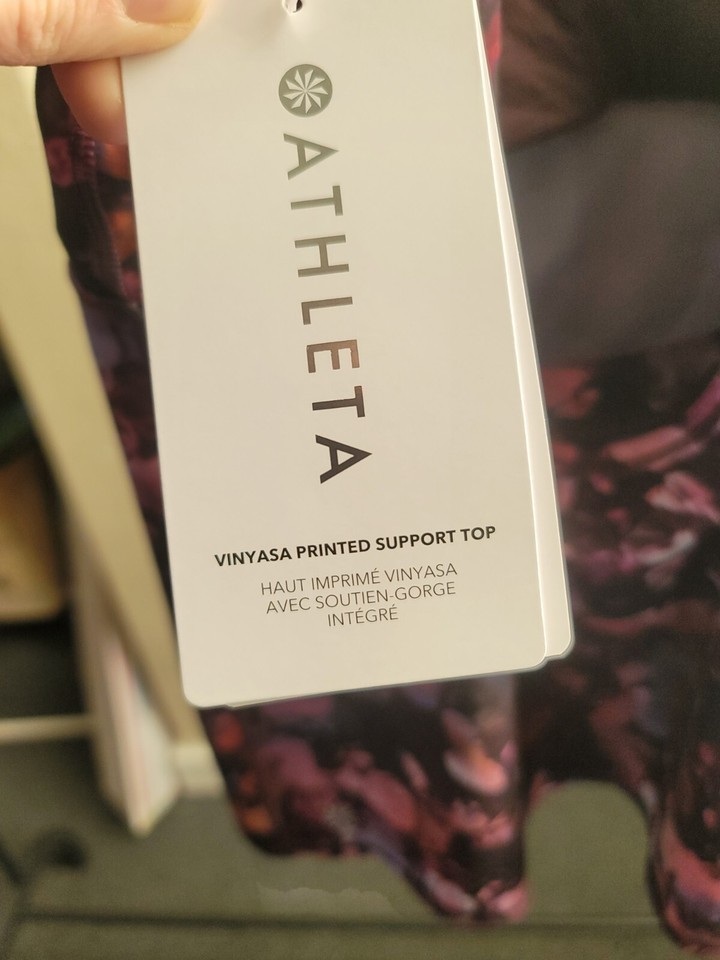 ATHLETA
VINYASA PRINTED SUPPORT TOP
HAUT IMPRIMÉ VINYASA
AVEC SOUTIEN-GORGE
INTÉGRÉ